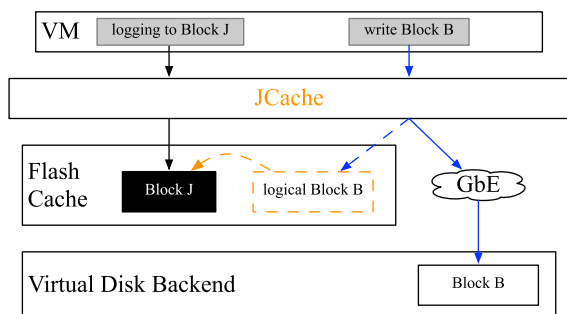 VM
logging to Block J
write Block B
JCache
Flash
Cache
Block J
logical Block B
GbE
Virtual Disk Backend
Block B